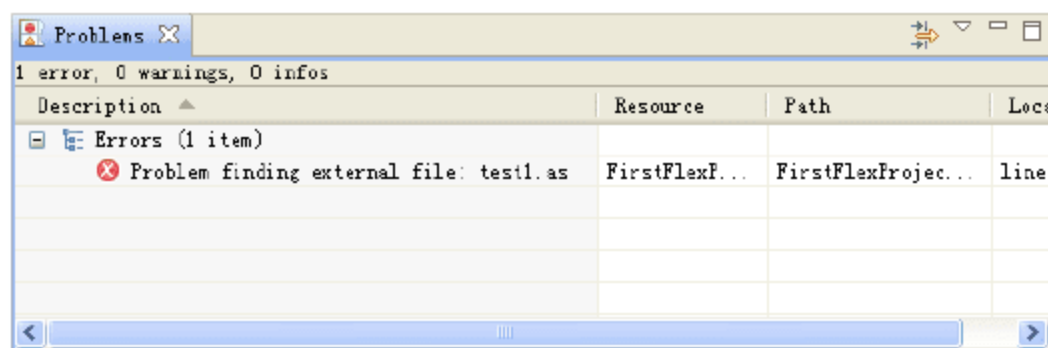 Problems
1 error, 0 warnings, 0 infos
Description Resource Path Loca
Errors (1 item)
Problem finding external file: test1.as FirstFlexP... FirstFlexProjec... line